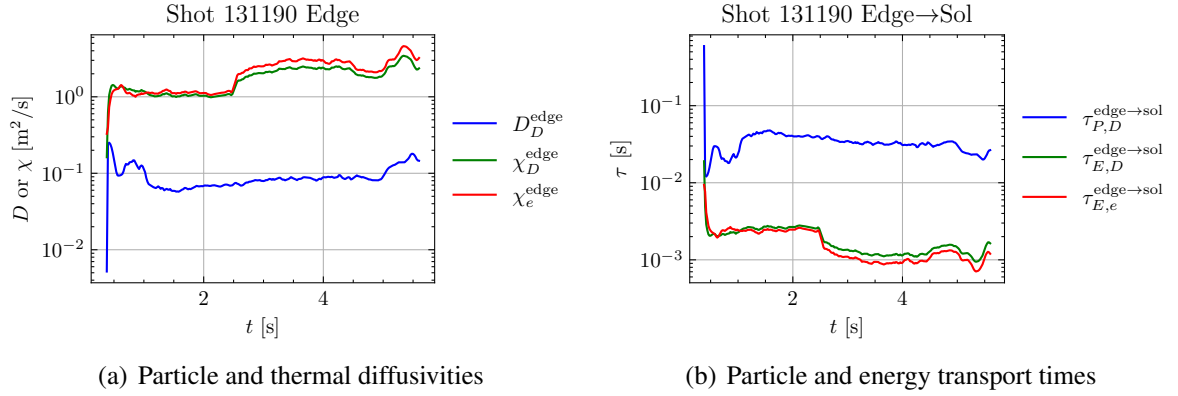 Shot 131190 Edge
D or χ [m²/s]
10⁰
10⁻¹
10⁻²
2
4
t [s]
D_D^edge
χ_D^edge
χ_e^edge
(a) Particle and thermal diffusivities
Shot 131190 Edge→Sol
τ [s]
10⁻¹
10⁻²
10⁻³
2
4
t [s]
τ_{P,D}^{edge→sol}
τ_{E,D}^{edge→sol}
τ_{E,e}^{edge→sol}
(b) Particle and energy transport times